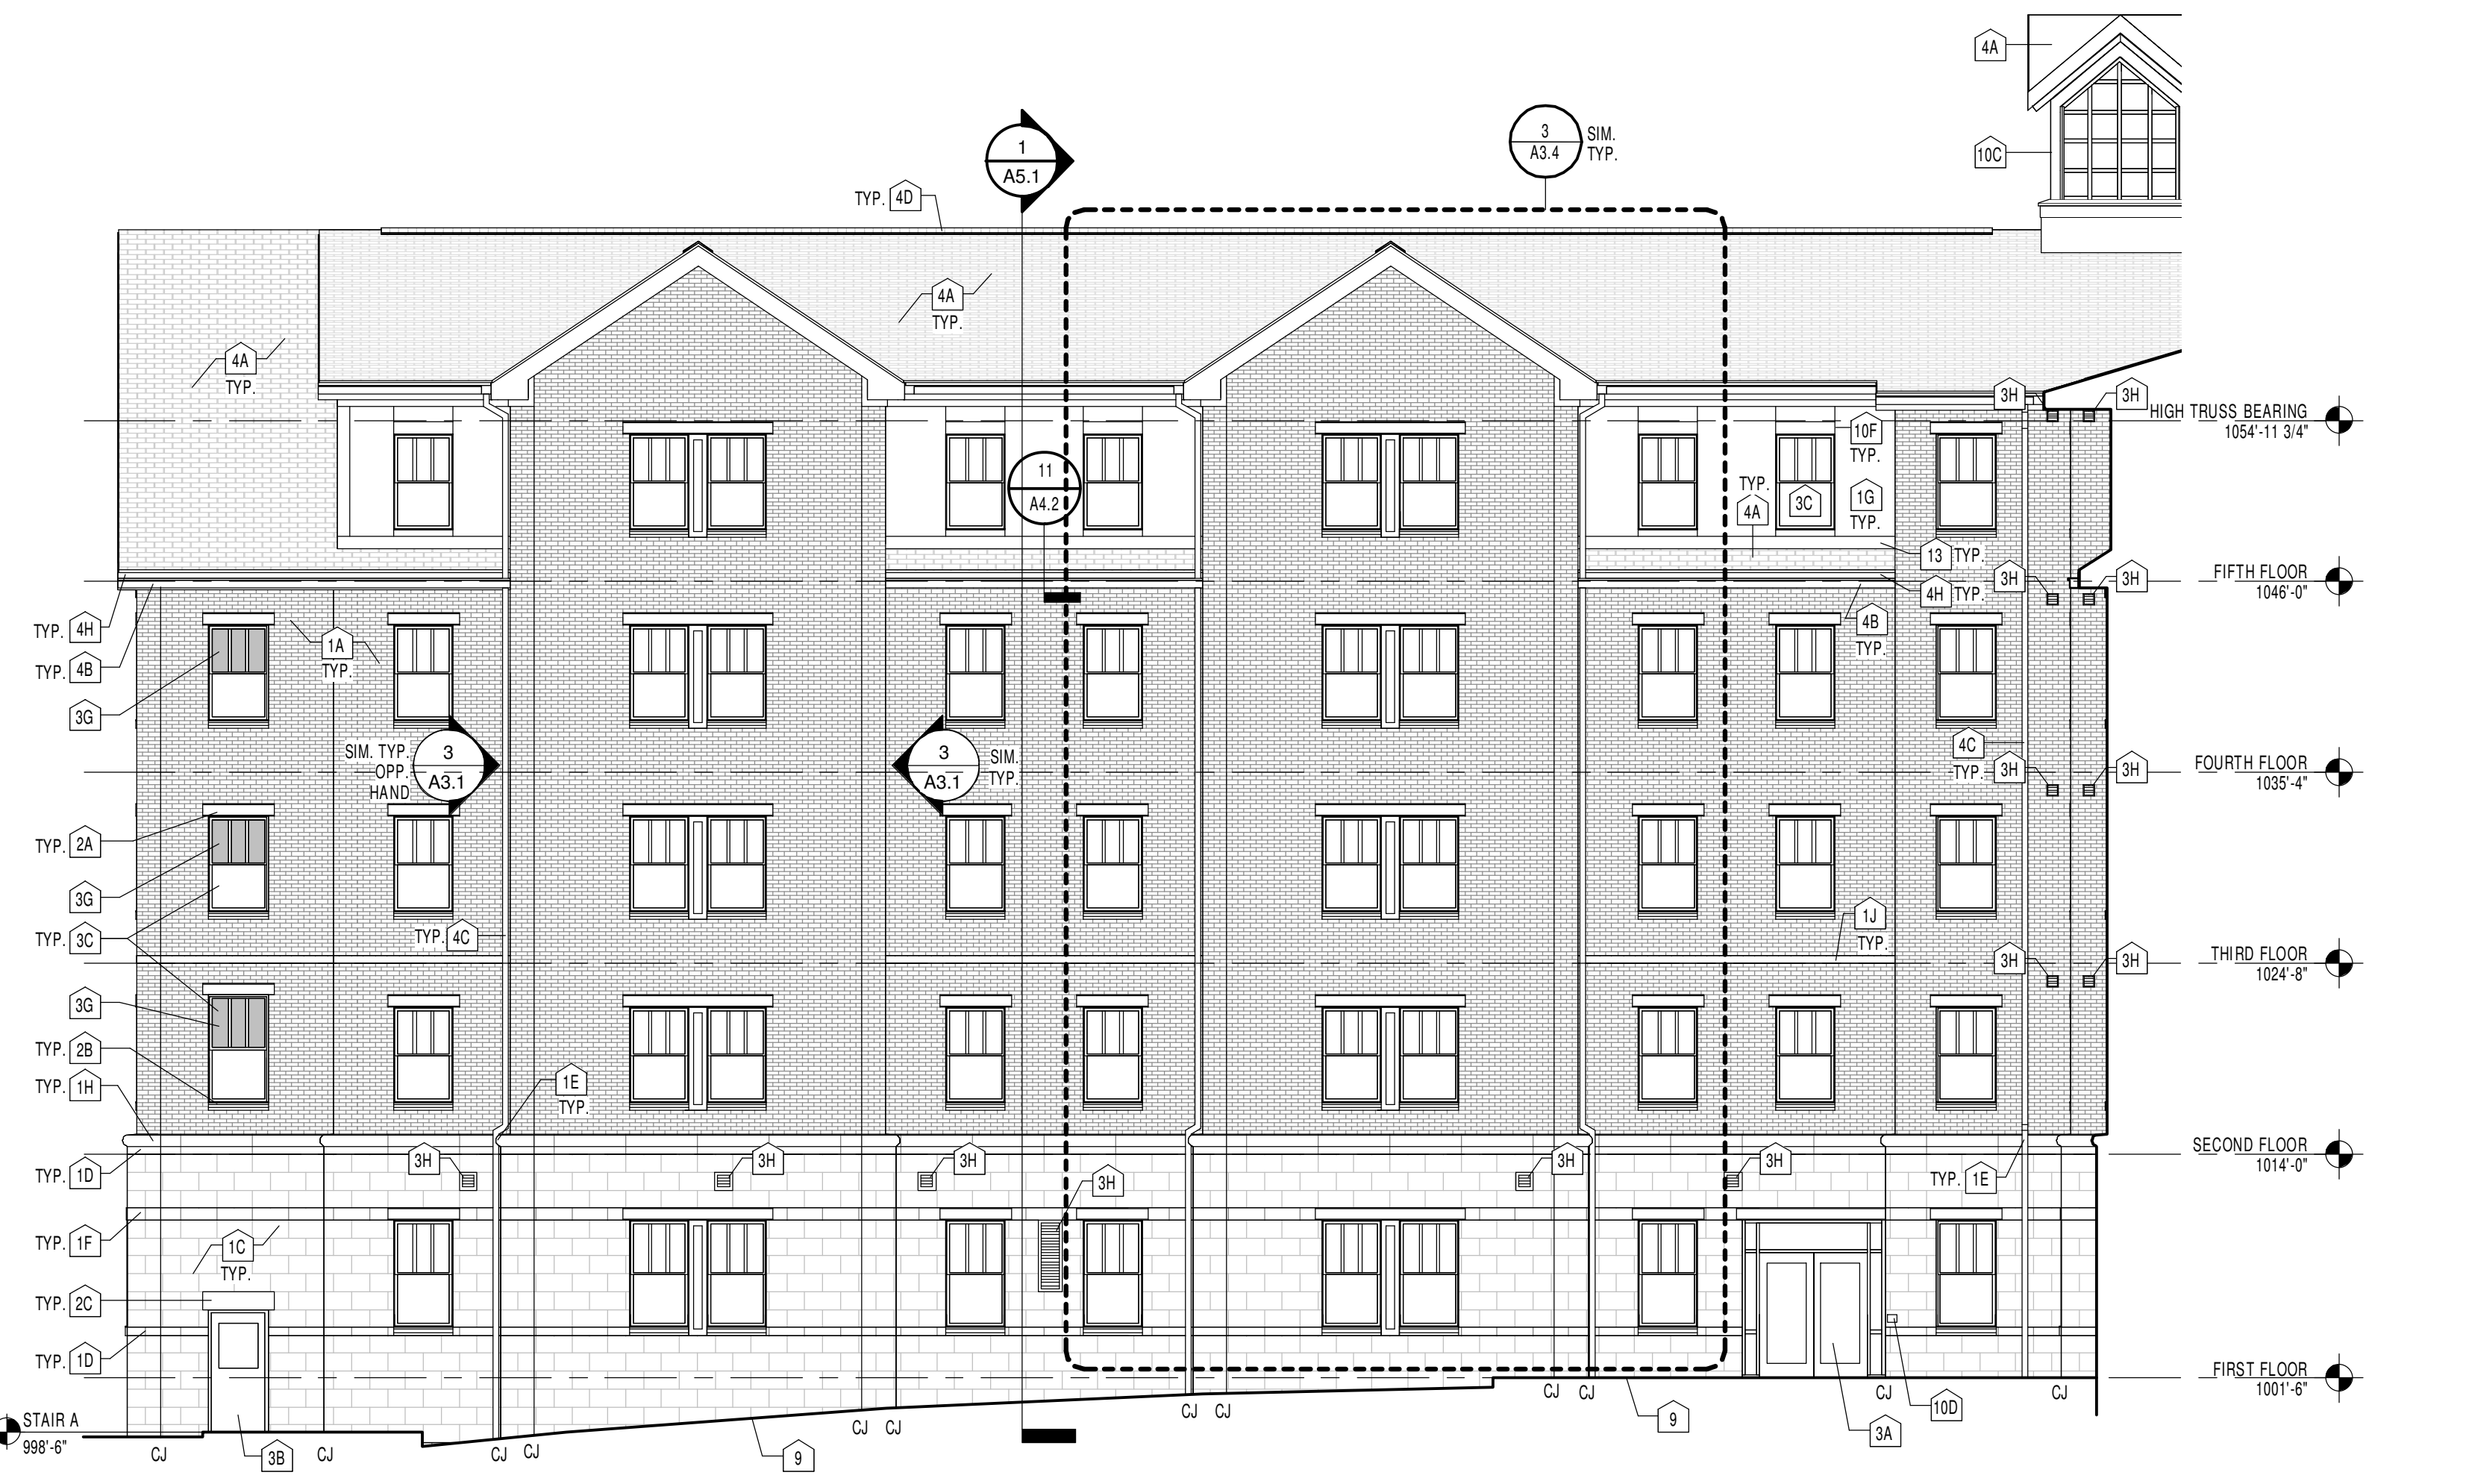 4A
10C
3
A3.4
SIM.
TYP.
1
A5.1
TYP. 4D
4A
TYP.
4A
TYP.
3H
3H
HIGH TRUSS BEARING
1054'-11 3/4"
10F
TYP.
11
A4.2
TYP.
4A
3C
1G
TYP.
13 TYP.
3H
3H
FIFTH FLOOR
1046'-0"
4H TYP.
4B
TYP.
TYP. 4H
TYP. 4B
1A
TYP.
3G
SIM. TYP.
OPP.
HAND
3
A3.1
3
A3.1
SIM.
TYP.
4C
TYP.
3H
3H
FOURTH FLOOR
1035'-4"
TYP. 2A
3G
TYP. 3C
TYP. 4C
1J
TYP.
3H
3H
THIRD FLOOR
1024'-8"
3G
TYP. 2B
TYP. 1H
1E
TYP.
SECOND FLOOR
1014'-0"
TYP. 1D
3H
3H
3H
3H
3H
3H
TYP. 1E
TYP. 1F
1C
TYP.
TYP. 2C
TYP. 1D
FIRST FLOOR
1001'-6"
STAIR A
998'-6"
CJ
3B
CJ
CJ
CJ
9
CJ
CJ
CJ
CJ
CJ
CJ
9
3A
CJ
10D
CJ